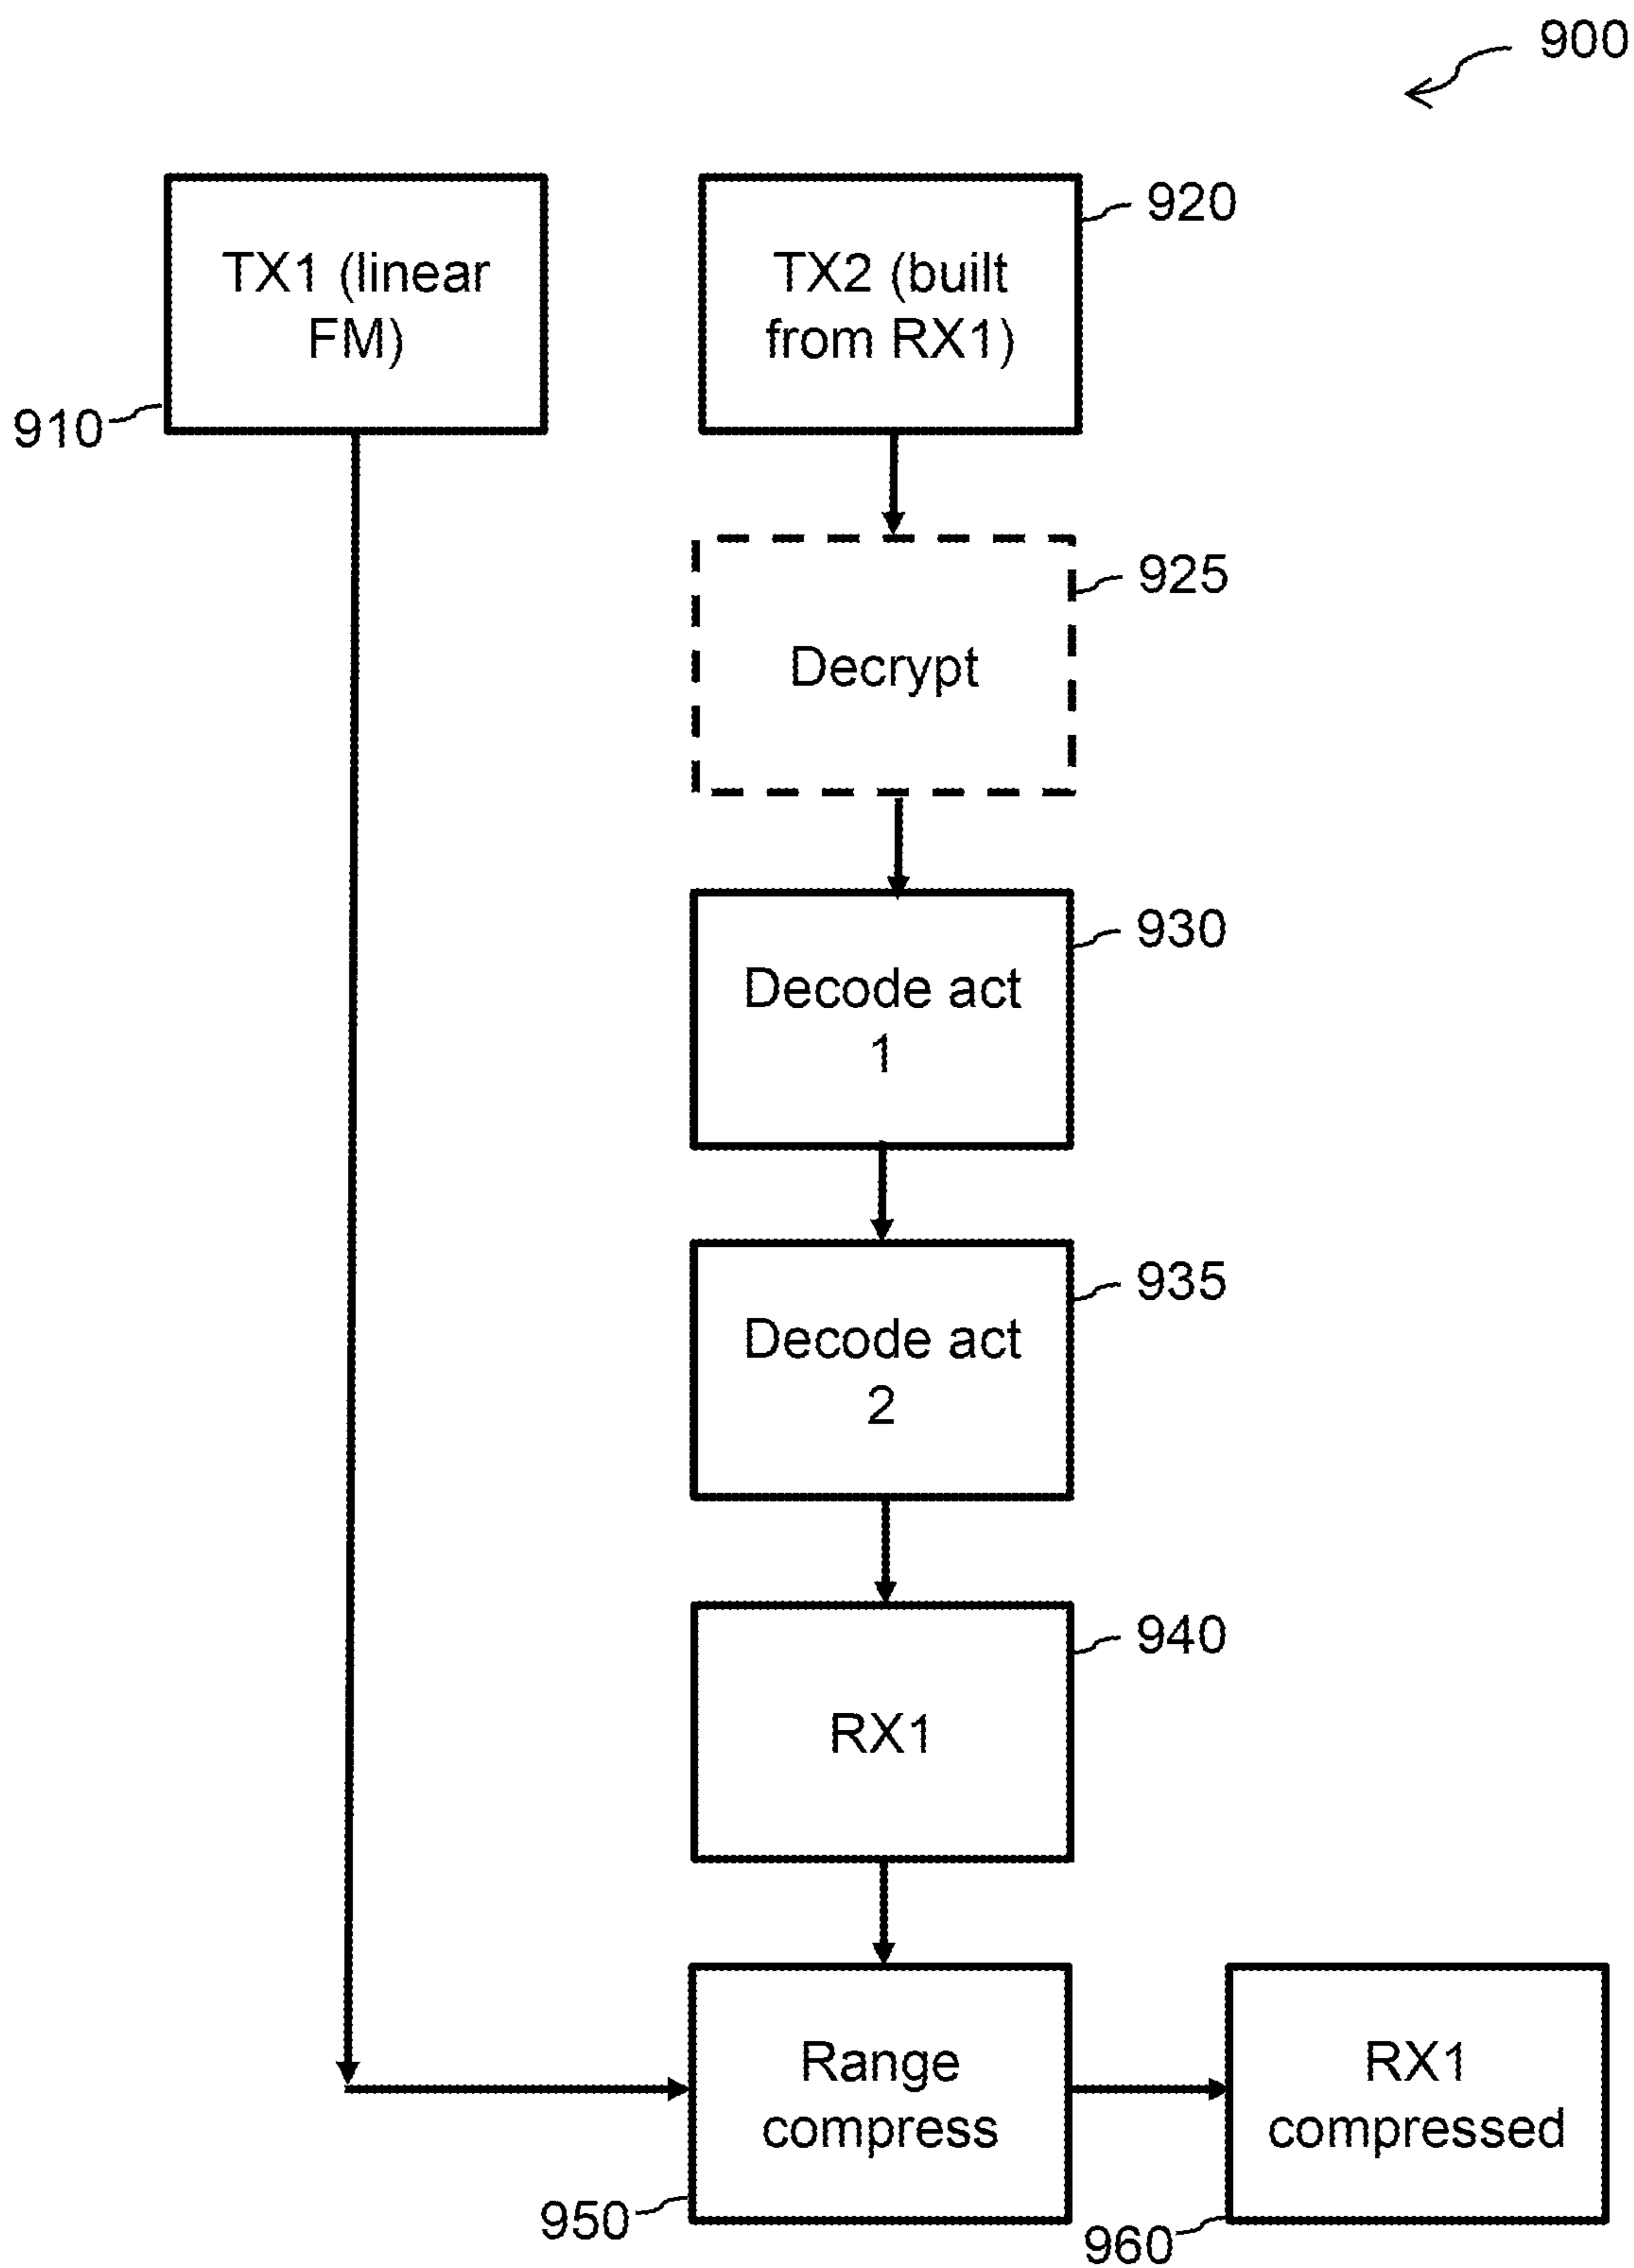 900
TX1 (linear
FM)
910
TX2 (built
from RX1)
920
Decrypt
925
Decode act
1
930
Decode act
2
935
RX1
940
Range
compress
950
RX1
compressed
960